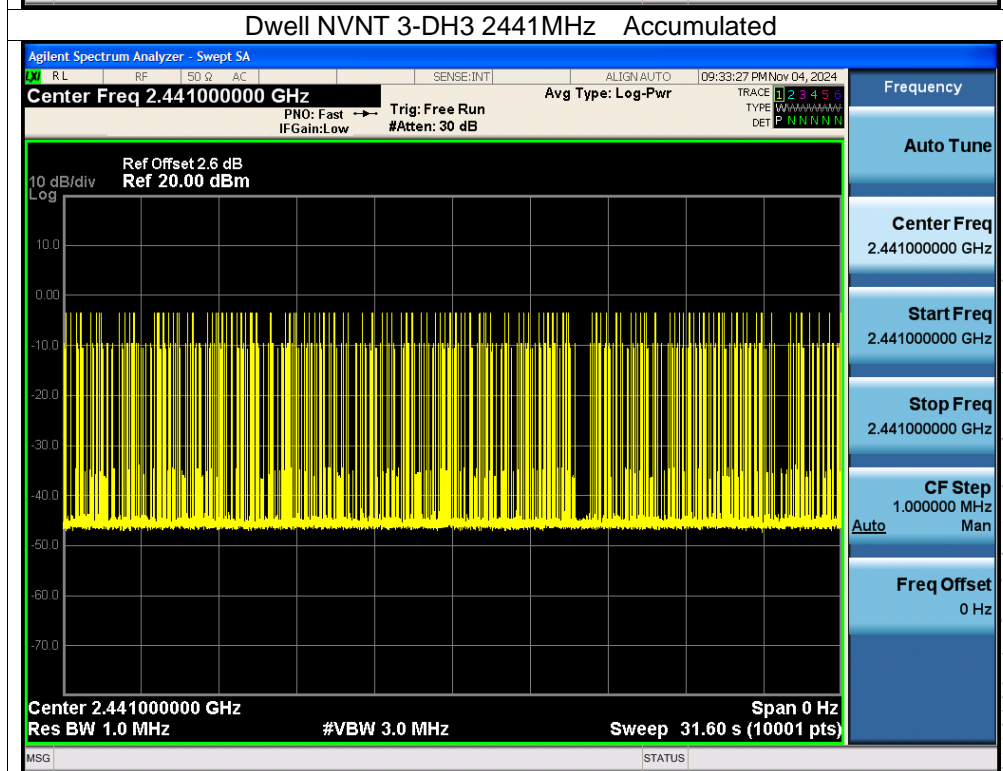 Dwell NVNT 3-DH3 2441MHz Accumulated
Agilent Spectrum Analyzer - Swept SA
LXI RL RF 50 Ω AC SENSE:INT ALIGN AUTO 09:33:27 PM Nov 04, 2024
Center Freq 2.441000000 GHz
PNO: Fast
IFGain:Low
Trig: Free Run
#Atten: 30 dB
Avg Type: Log-Pwr
TRACE 1 2 3 4 5 6
TYPE W
DET P N N N N N
Ref Offset 2.6 dB
10 dB/div Ref 20.00 dBm
Log
10.0
0.00
-10.0
-20.0
-30.0
-40.0
-50.0
-60.0
-70.0
Center 2.441000000 GHz Span 0 Hz
Res BW 1.0 MHz #VBW 3.0 MHz Sweep 31.60 s (10001 pts)
MSG STATUS
Frequency
Auto Tune
Center Freq
2.441000000 GHz
Start Freq
2.441000000 GHz
Stop Freq
2.441000000 GHz
CF Step
1.000000 MHz
Auto Man
Freq Offset
0 Hz